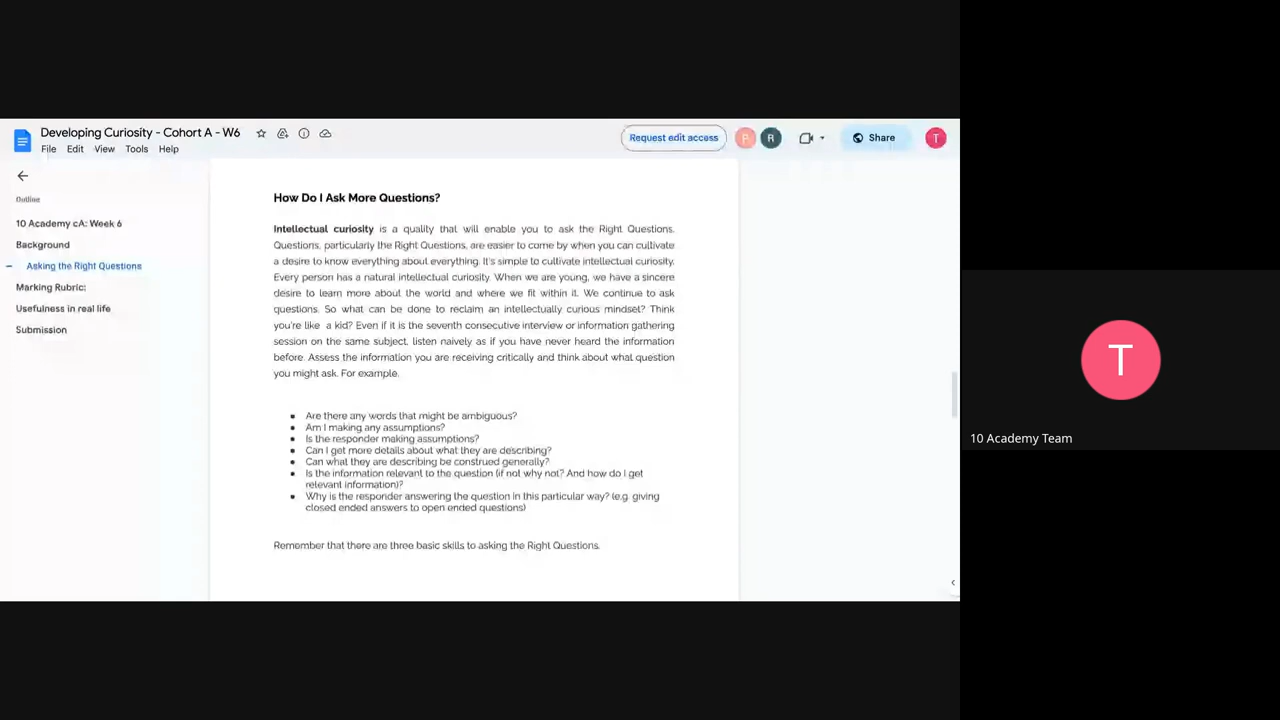 Developing Curiosity - Cohort A - W6
File Edit View Tools Help
Request edit access
R
Share
T
Outline
10 Academy cA: Week 6
Background
Asking the Right Questions
Marking Rubric:
Usefulness in real life
Submission
How Do I Ask More Questions?
Intellectual curiosity is a quality that will enable you to ask the Right Questions.
Questions, particularly the Right Questions, are easier to come by when you can cultivate
a desire to know everything about everything. It's simple to cultivate intellectual curiosity.
Every person has a natural intellectual curiosity. When we are young, we have a sincere
desire to learn more about the world and where we fit within it. We continue to ask
questions. So what can be done to reclaim an intellectually curious mindset? Think
you're like a kid? Even if it is the seventh consecutive interview or information gathering
session on the same subject, listen naively as if you have never heard the information
before. Assess the information you are receiving critically and think about what question
you might ask. For example.
● Are there any words that might be ambiguous?
● Am I making any assumptions?
● Is the responder making assumptions?
● Can I get more details about what they are describing?
● Can what they are describing be construed generally?
● Is the information relevant to the question (if not why not? And how do I get
relevant information)?
● Why is the responder answering the question in this particular way? (e.g. giving
closed ended answers to open ended questions)
Remember that there are three basic skills to asking the Right Questions.
T
10 Academy Team